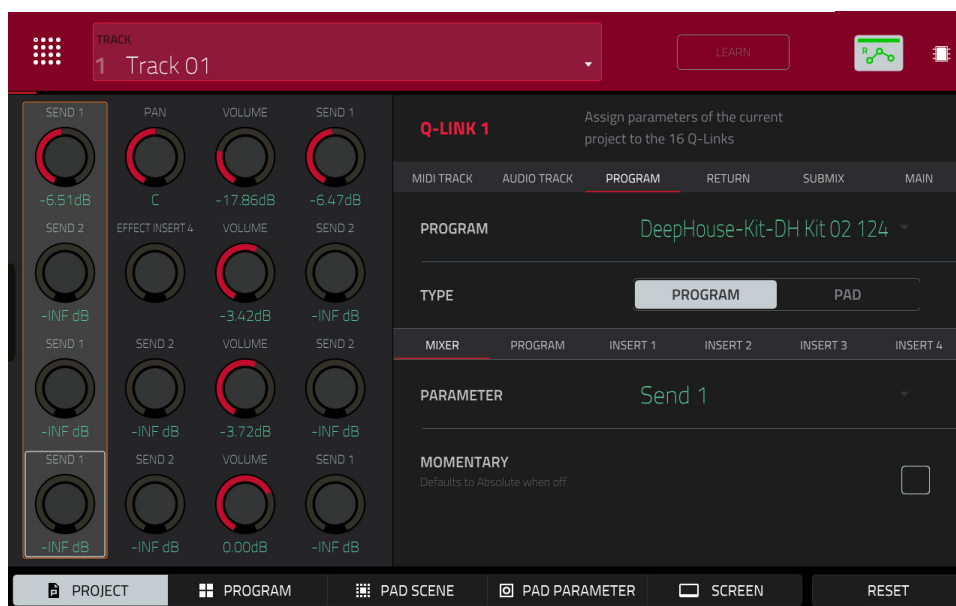 TRACK
1 Track 01
LEARN
R
SEND 1 PAN VOLUME SEND 1
-6.51dB C -17.86dB -6.47dB
SEND 2 EFFECT INSERT 4 VOLUME SEND 2
-INF dB -3.42dB -INF dB
SEND 1 SEND 2 VOLUME SEND 2
-INF dB -INF dB -3.72dB -INF dB
SEND 1 SEND 2 VOLUME SEND 1
-INF dB -INF dB 0.00dB -INF dB
Q-LINK 1
Assign parameters of the current
project to the 16 Q-Links
MIDI TRACK AUDIO TRACK PROGRAM RETURN SUBMIX MAIN
PROGRAM DeepHouse-Kit-DH Kit 02 124
TYPE PROGRAM PAD
MIXER PROGRAM INSERT 1 INSERT 2 INSERT 3 INSERT 4
PARAMETER Send 1
MOMENTARY
Defaults to Absolute when off
PROJECT PROGRAM PAD SCENE PAD PARAMETER SCREEN RESET